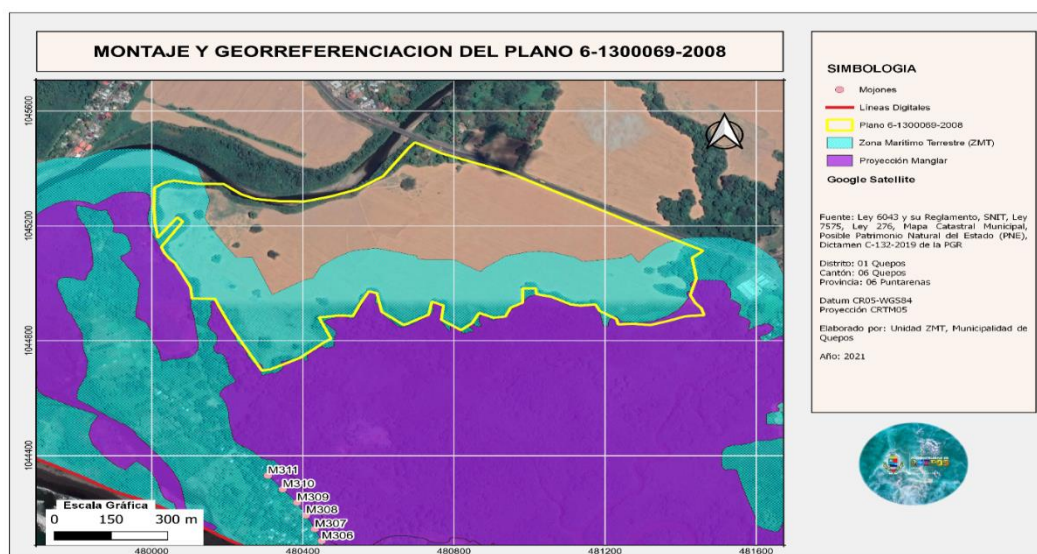 MONTAJE Y GEORREFERENCIACION DEL PLANO 6-1300069-2008
SIMBOLOGIA
Mojones
Líneas Digitales
Plano 6-1300069-2008
Zona Marítimo Terrestre (ZMT)
Proyección Manglar
Google Satellite
Fuente: Ley 6043 y su Reglamento, SNIT, Ley
7575, Ley 276, Mapa Catastral Municipal,
Posible Patrimonio Natural del Estado (PNE),
Dictamen C-132-2019 de la PGR
Distrito: 01 Quepos
Cantón: 06 Quepos
Provincia: 06 Puntarenas
Datum CR05-WGS84
Proyección CRTM05
Elaborado por: Unidad ZMT, Municipalidad de
Quepos
Año: 2021
1045600
1045200
1044800
1044400
M311
M310
M309
M308
M307
M306
Escala Gráfica
0 150 300 m
480000 480400 480800 481200 481600